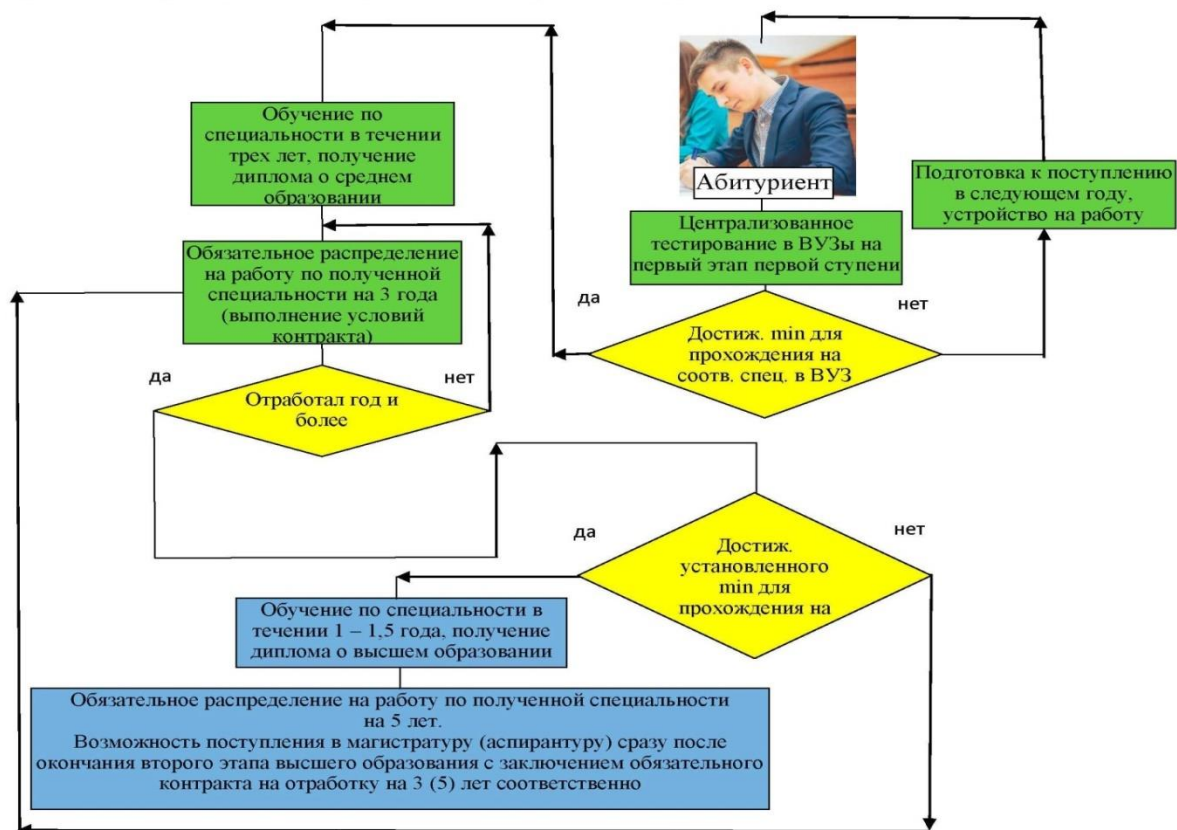 Абитуриент
Централизованное
тестирование в ВУЗы на
первый этап первой ступени
да
нет
Достиж. min для
прохождения на
соотв. спец. в ВУЗ
Подготовка к поступлению
в следующем году,
устройство на работу
Обучение по
специальности в течении
трех лет, получение
диплома о среднем
образовании
Обязательное распределение
на работу по полученной
специальности на 3 года
(выполнение условий
контракта)
да
нет
Отработал год и
более
да
нет
Достиж.
установленного
min для
прохождения на
Обучение по специальности в
течении 1 – 1,5 года, получение
диплома о высшем образовании
Обязательное распределение на работу по полученной специальности
на 5 лет.
Возможность поступления в магистратуру (аспирантуру) сразу после
окончания второго этапа высшего образования с заключением обязательного
контракта на отработку на 3 (5) лет соответственно